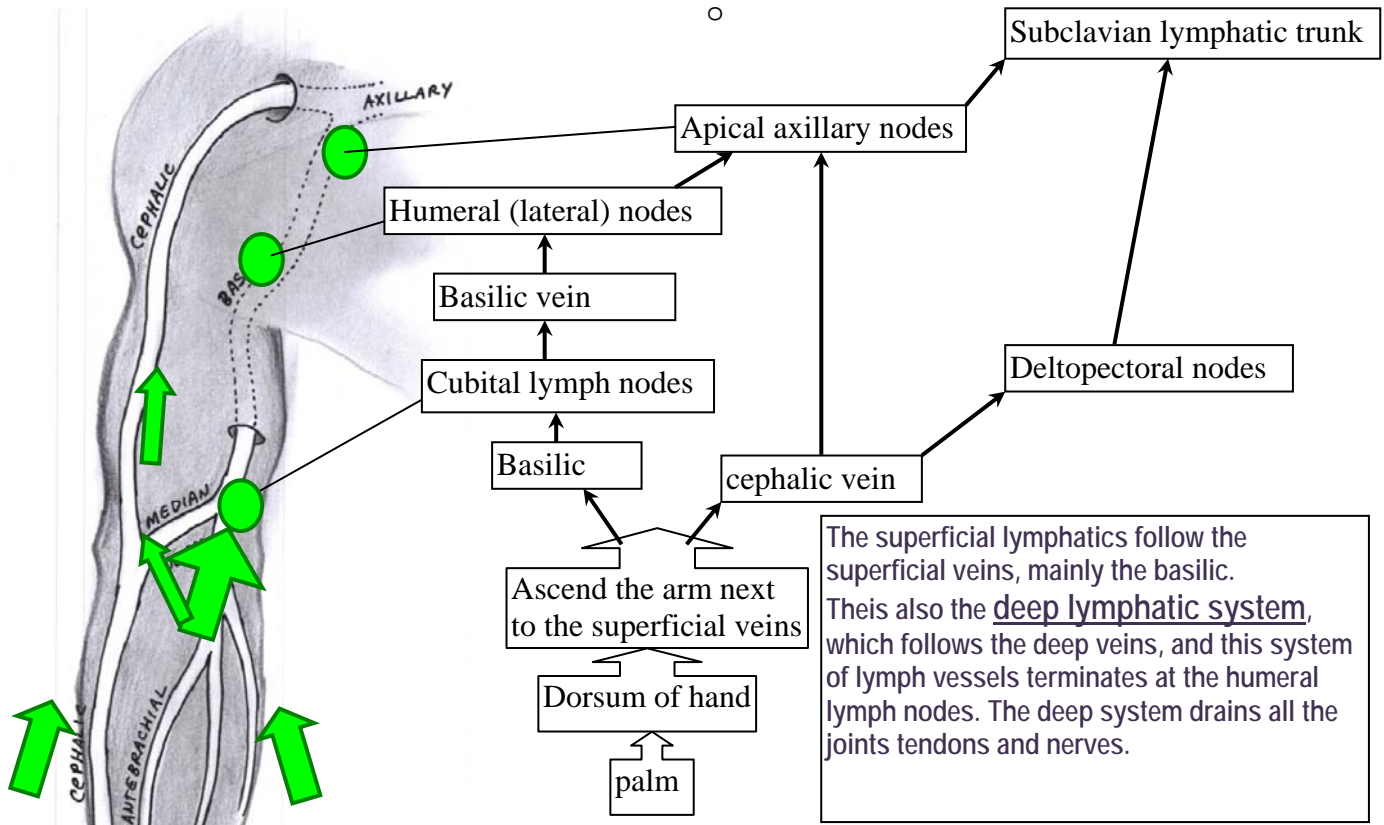 Subclavian lymphatic trunk
AXILLARY
Apical axillary nodes
CEPHALIC
Humeral (lateral) nodes
BAS
Basilic vein
Deltopectoral nodes
Cubital lymph nodes
Basilic
cephalic vein
MEDIAN
The superficial lymphatics follow the
superficial veins, mainly the basilic.
Theis also the deep lymphatic system,
which follows the deep veins, and this system
of lymph vessels terminates at the humeral
lymph nodes. The deep system drains all the
joints tendons and nerves.
Ascend the arm next
to the superficial veins
Dorsum of hand
palm
CEPHALIC
ANTEBRACHIAL